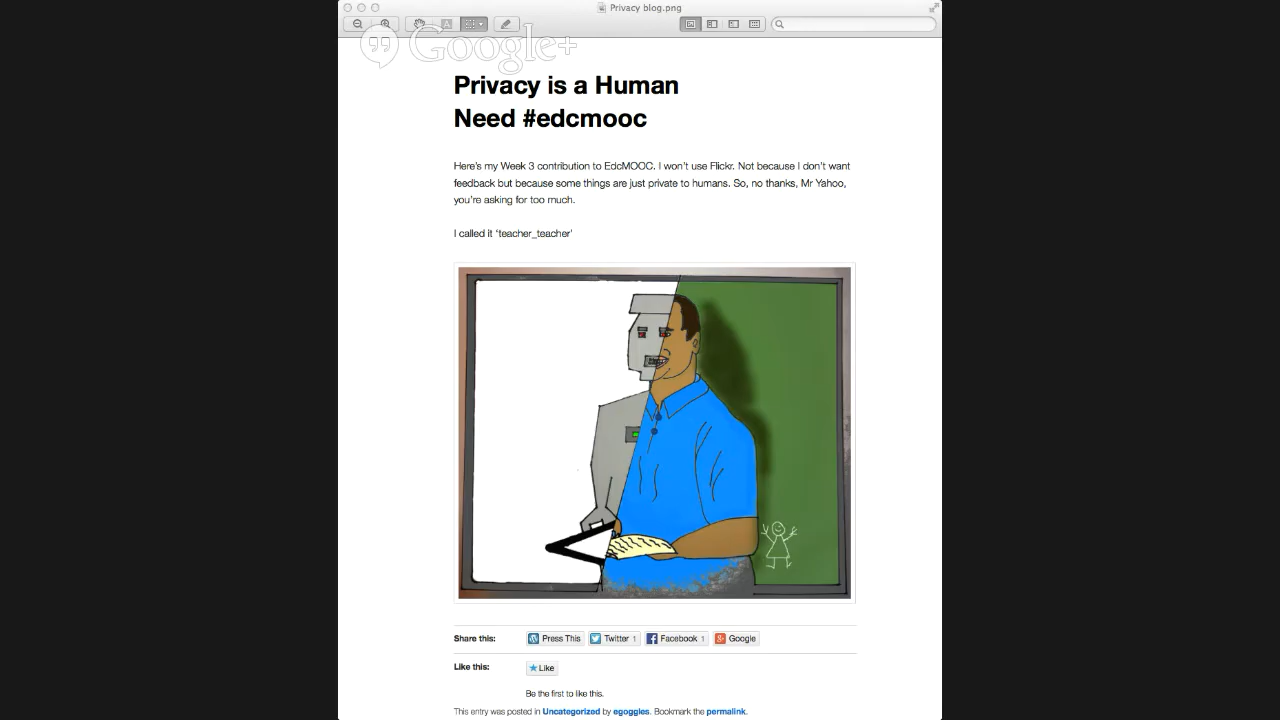 Privacy blog.png
Google+
Privacy is a Human
Need #edcmooc
Here's my Week 3 contribution to EdcMOOC. I won't use Flickr. Not because I don't want
feedback but because some things are just private to humans. So, no thanks, Mr Yahoo,
you're asking for too much.
I called it 'teacher_teacher'
Share this:
Press This
Twitter 1
Facebook 1
Google
Like this:
Like
Be the first to like this.
This entry was posted in Uncategorized by egoggles. Bookmark the permalink.